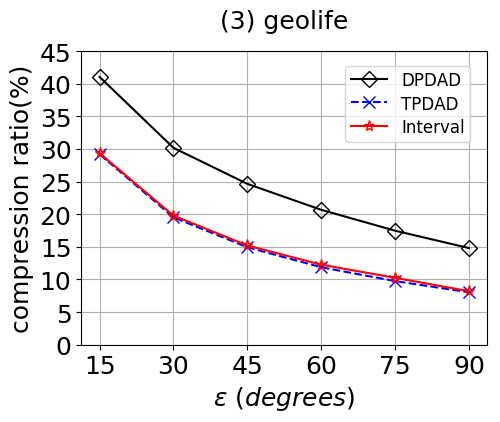 (3) geolife
compression ratio(%)
45
40
35
30
25
20
15
10
5
0
DPDAD
TPDAD
Interval
15 30 45 60 75 90
ε (degrees)